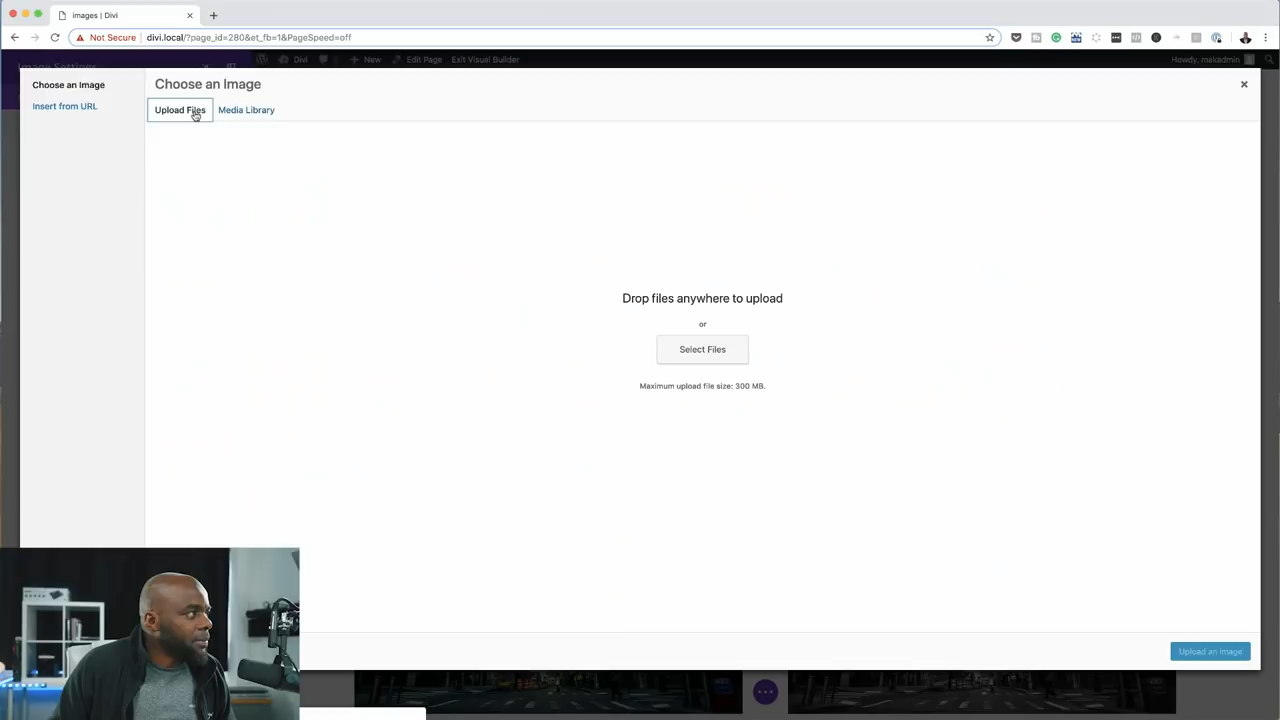 images | Divi
Not Secure
divi.local/?page_id=280&et_fb=1&PageSpeed=off
Image Settings
Divi
New
Edit Page
Exit Visual Builder
Howdy, makadmin
Choose an Image
Insert from URL
Choose an Image
Upload Files
Media Library
Drop files anywhere to upload
or
Select Files
Maximum upload file size: 300 MB.
Upload an image